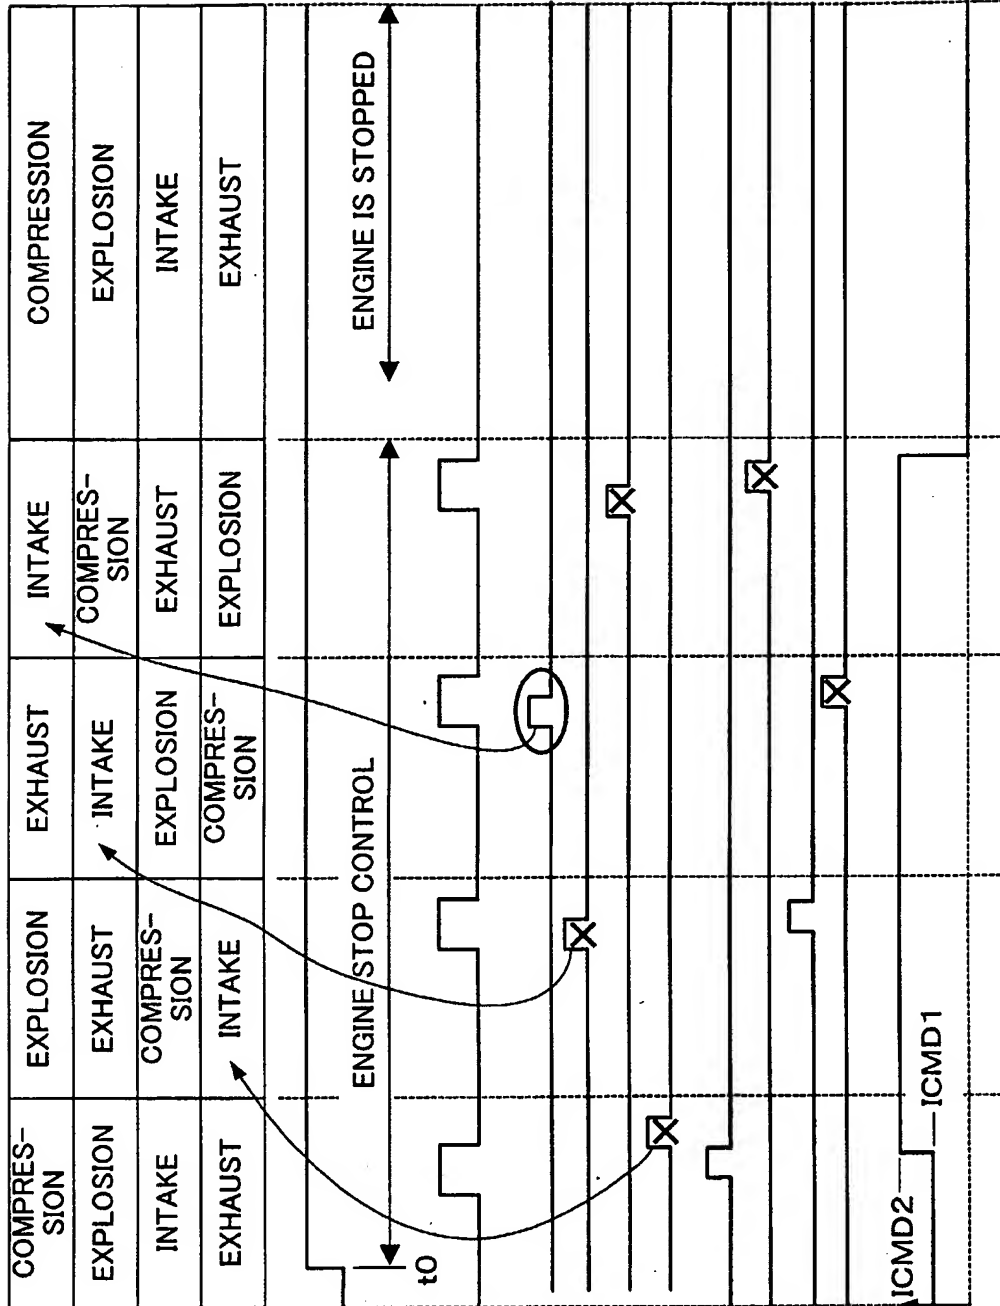 COMPRES-
SION
EXPLOSION
EXHAUST
INTAKE
COMPRESSION
EXPLOSION
EXHAUST
INTAKE
COMPRES-
SION
EXPLOSION
INTAKE
COMPRES-
SION
EXPLOSION
EXHAUST
INTAKE
EXHAUST
INTAKE
COMPRES-
SION
EXPLOSION
EXHAUST
t0
ENGINE STOP CONTROL
ENGINE IS STOPPED
ICMD2
ICMD1